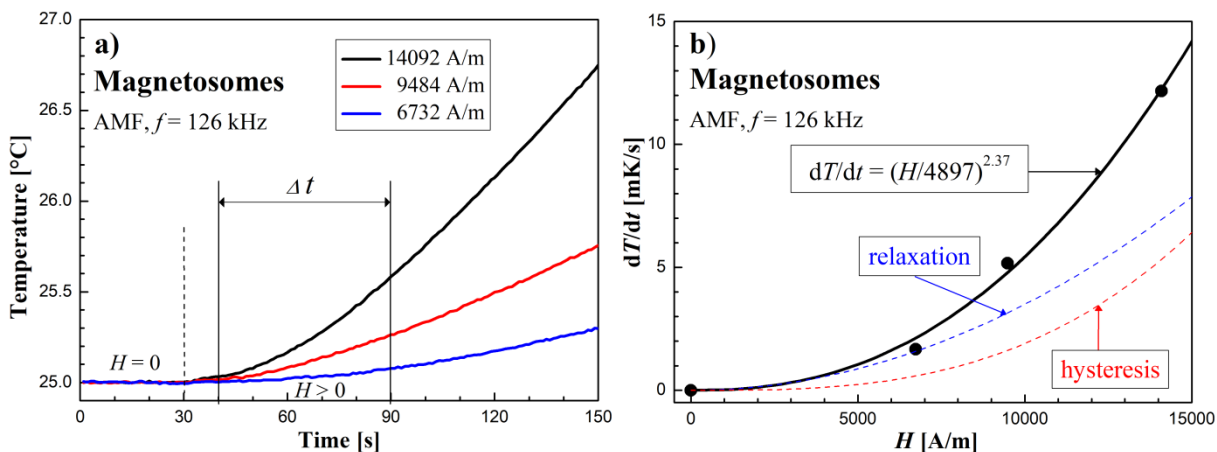 a)
Magnetosomes
AMF, f = 126 kHz
14092 A/m
9484 A/m
6732 A/m
Δ t
H = 0
H > 0
Temperature [°C]
27.0
26.5
26.0
25.5
25.0
0 30 60 90 120 150
Time [s]
b)
Magnetosomes
AMF, f = 126 kHz
dT/dt = (H/4897)^2.37
relaxation
hysteresis
dT/dt [mK/s]
15
10
5
0
0 5000 10000 15000
H [A/m]